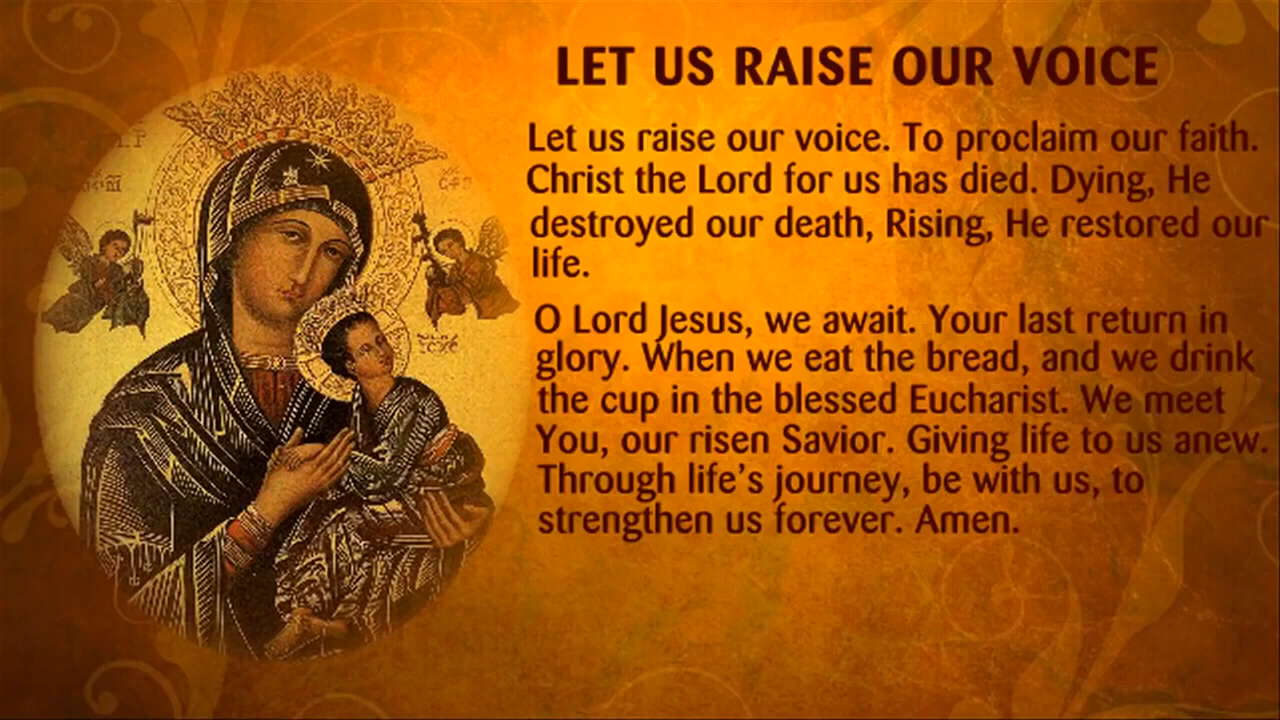 LET US RAISE OUR VOICE
Let us raise our voice. To proclaim our faith.
Christ the Lord for us has died. Dying, He
destroyed our death, Rising, He restored our
life.
O Lord Jesus, we await. Your last return in
glory. When we eat the bread, and we drink
the cup in the blessed Eucharist. We meet
You, our risen Savior. Giving life to us anew.
Through life's journey, be with us, to
strengthen us forever. Amen.